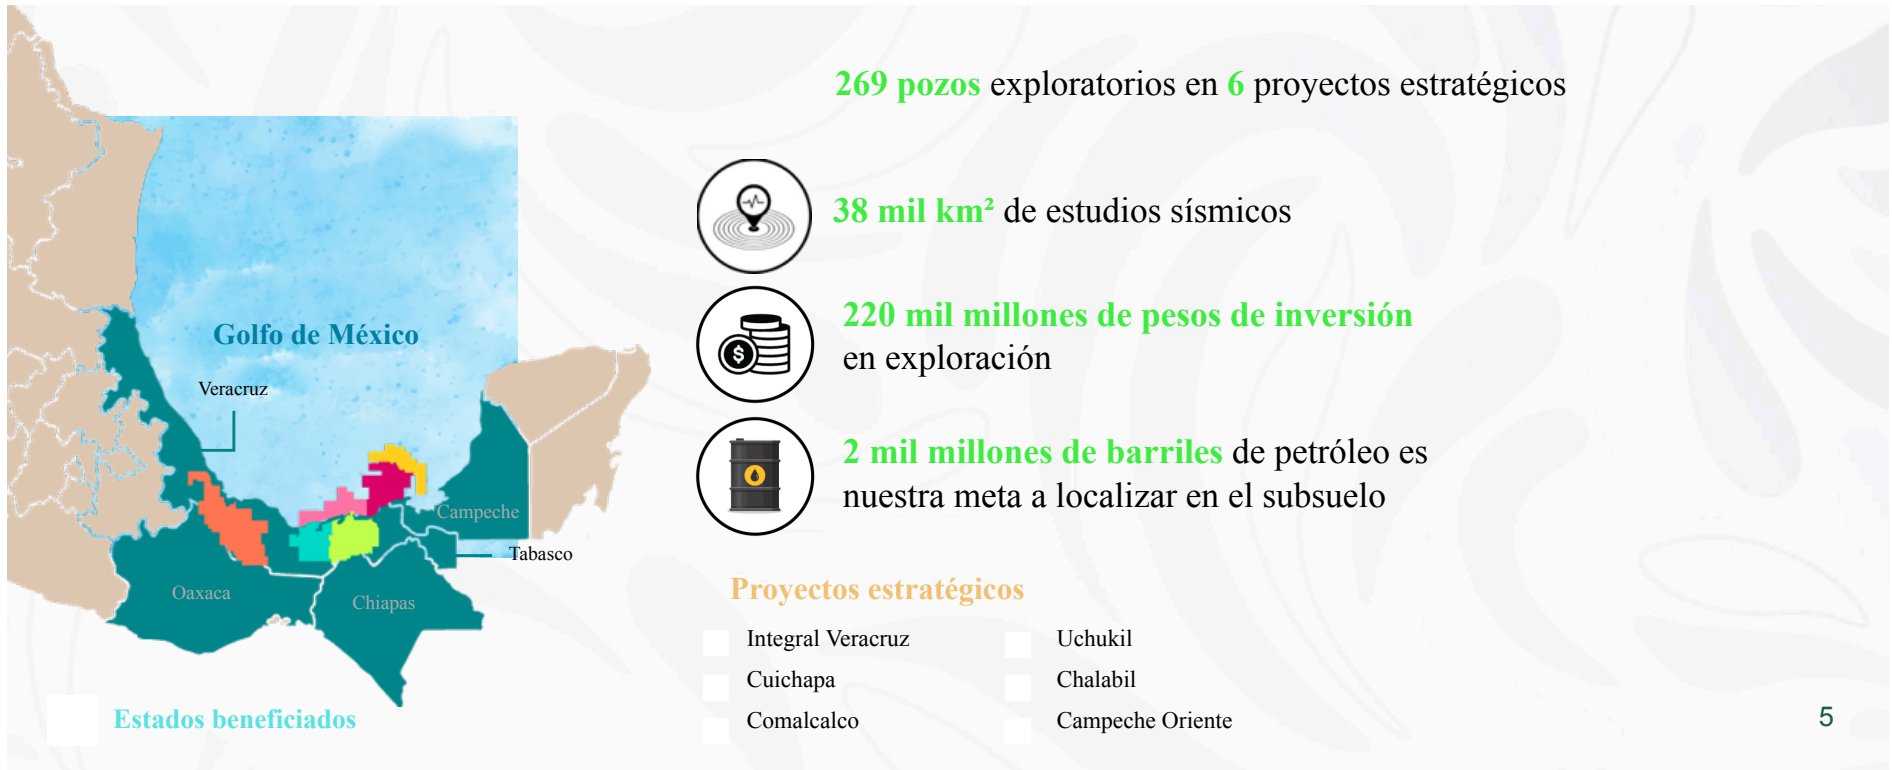 269 pozos exploratorios en 6 proyectos estratégicos
38 mil km² de estudios sísmicos
220 mil millones de pesos de inversión
en exploración
2 mil millones de barriles de petróleo es
nuestra meta a localizar en el subsuelo
Golfo de México
Veracruz
Campeche
Tabasco
Oaxaca
Chiapas
Estados beneficiados
Proyectos estratégicos
Integral Veracruz
Cuichapa
Comalcalco
Uchukil
Chalabil
Campeche Oriente
5